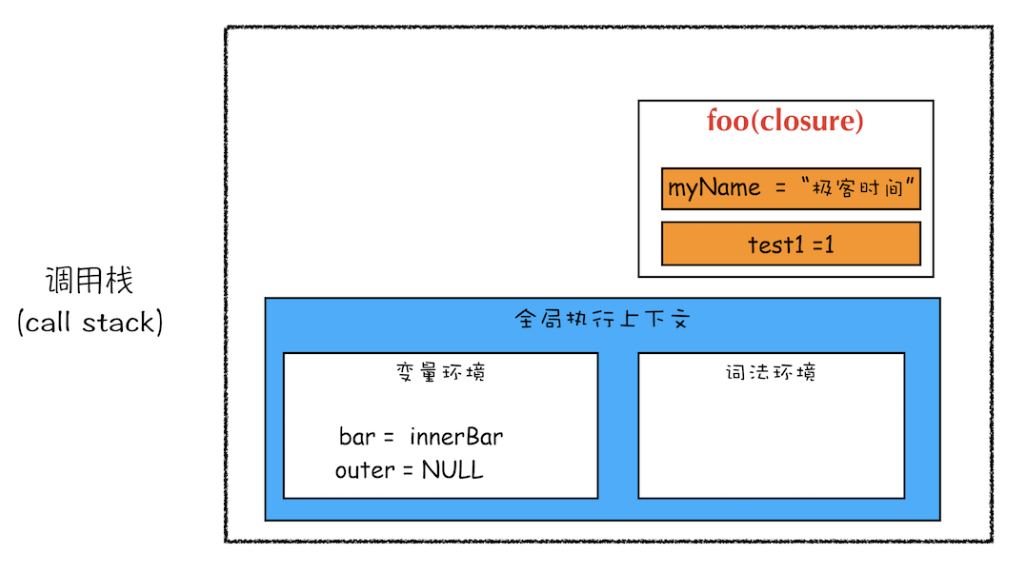 foo(closure)
myName = “极客时间”
test1 =1
调用栈
(call stack)
全局执行上下文
变量环境
bar = innerBar
outer = NULL
词法环境